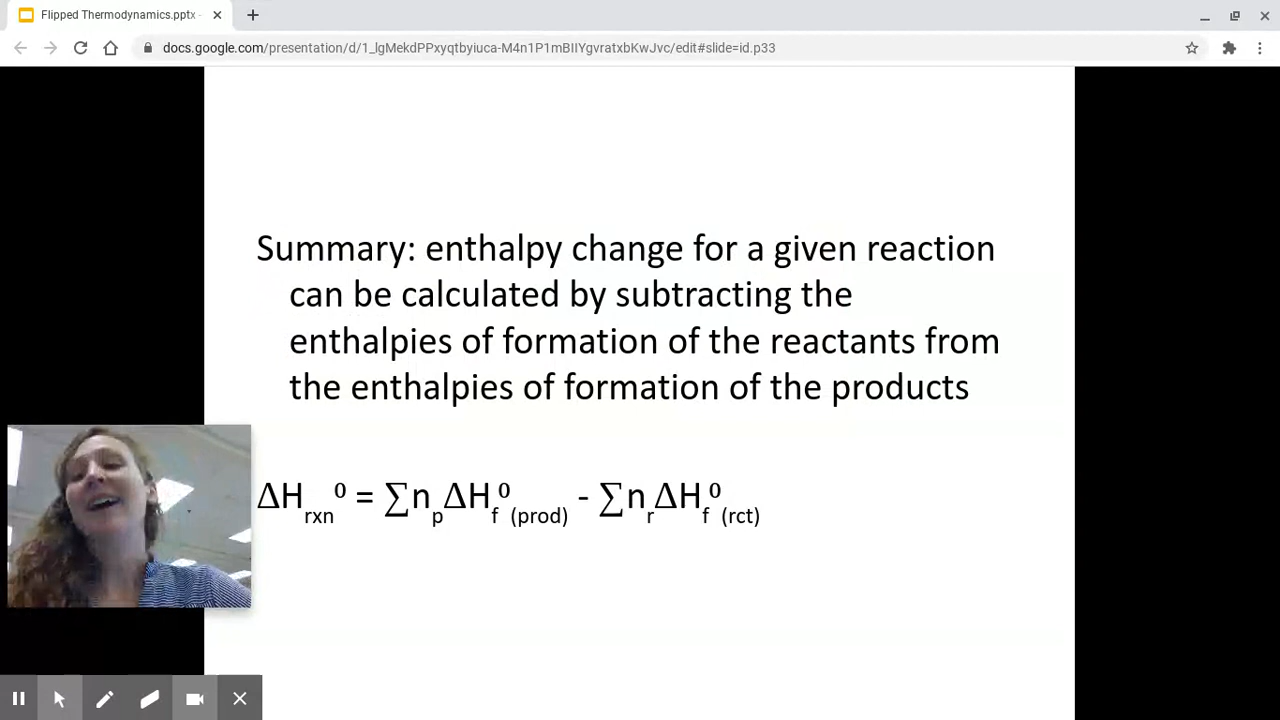 Flipped Thermodynamics.pptx -
docs.google.com/presentation/d/1_lgMekdPPxyqtbyiuca-M4n1P1mBIIYgvratxbKwJvc/edit#slide=id.p33
Summary: enthalpy change for a given reaction
can be calculated by subtracting the
enthalpies of formation of the reactants from
the enthalpies of formation of the products
ΔHrxn⁰ = ∑npΔHf⁰(prod) - ∑nrΔHf⁰(rct)